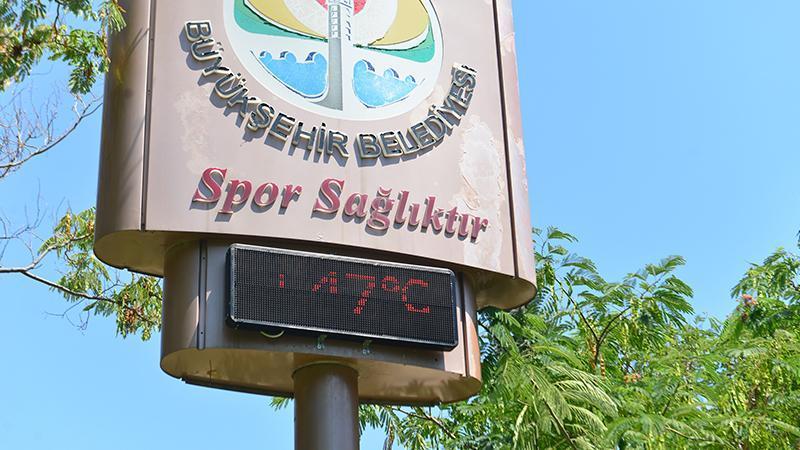 BÜYÜKŞEHİR BELEDİYESİ
Spor Sağlıktır
47°C